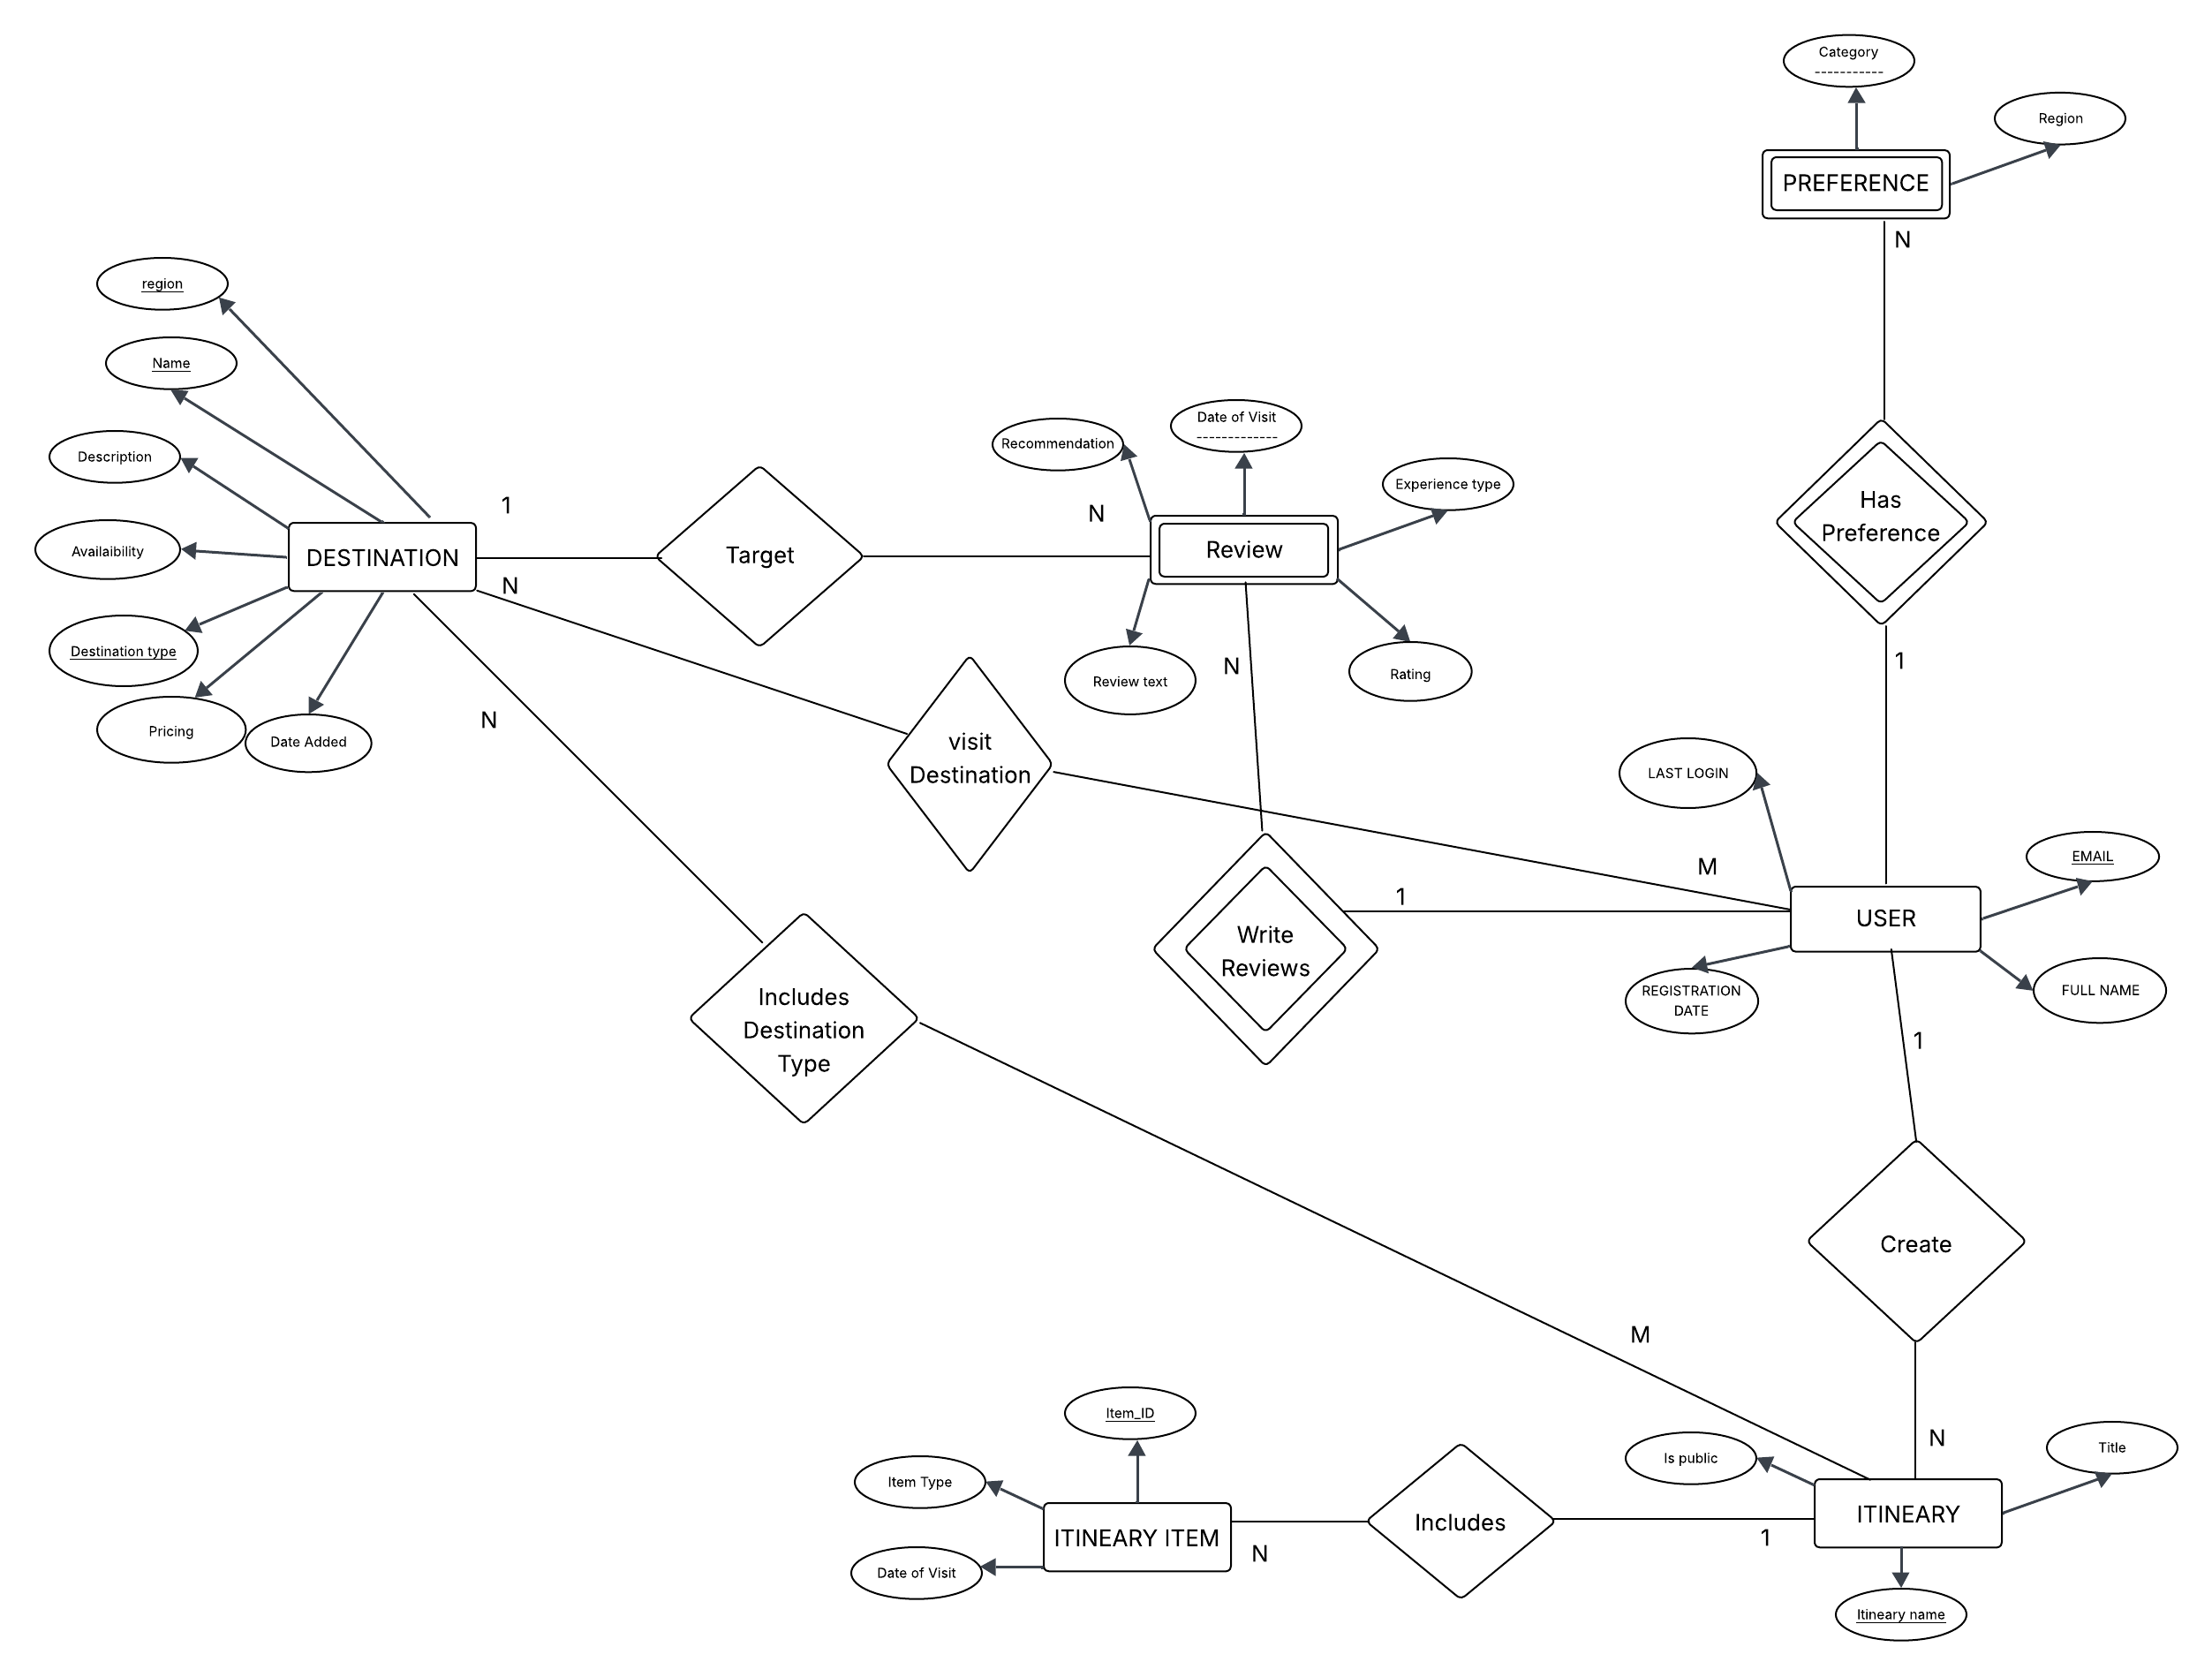 Category
-----------
Region
PREFERENCE
N
region
Name
Description
Availaibility
Destination type
Pricing
Date Added
DESTINATION
1
N
N
Target
N
Recommendation
Date of Visit
-------------
Experience type
Review
Review text
Rating
N
Has
Preference
1
visit
Destination
M
LAST LOGIN
EMAIL
USER
1
REGISTRATION
DATE
FULL NAME
Write
Reviews
Includes
Destination
Type
1
Create
M
N
Item_ID
Item Type
ITINEARY ITEM
Date of Visit
N
Includes
1
Is public
Title
ITINEARY
Itineary name